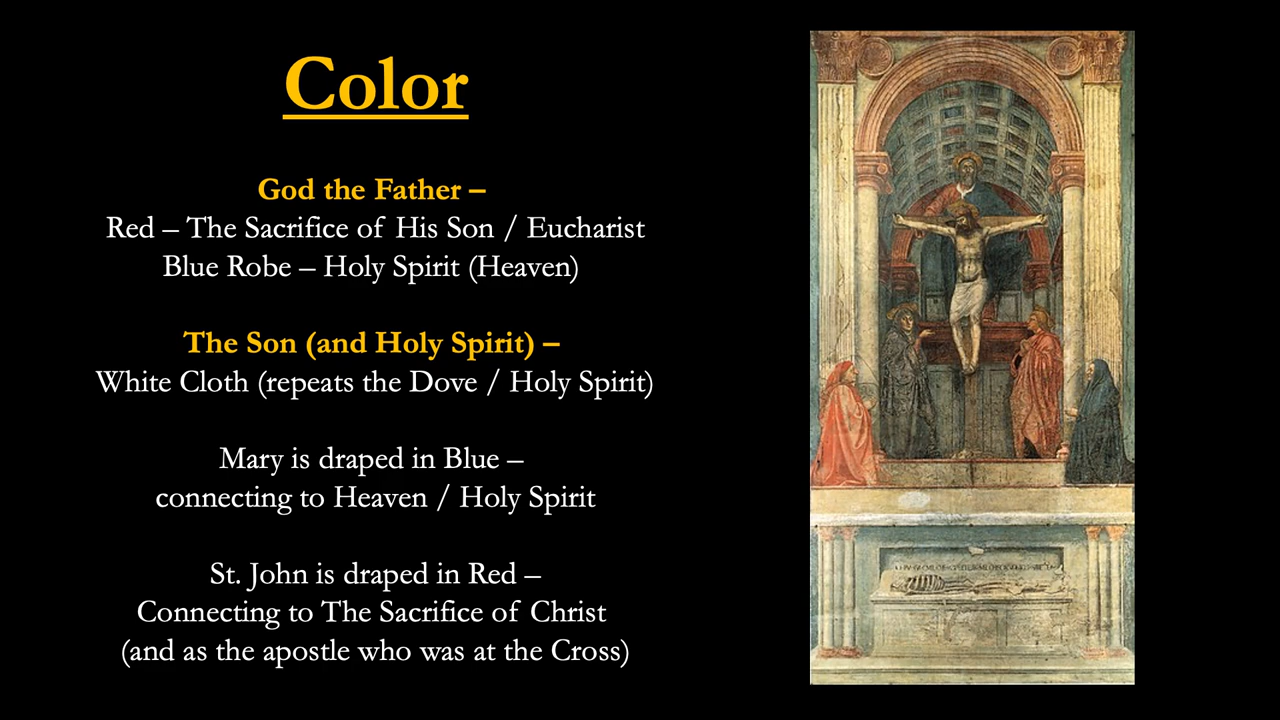 Color
God the Father –
Red – The Sacrifice of His Son / Eucharist
Blue Robe – Holy Spirit (Heaven)
The Son (and Holy Spirit) –
White Cloth (repeats the Dove / Holy Spirit)
Mary is draped in Blue –
connecting to Heaven / Holy Spirit
St. John is draped in Red –
Connecting to The Sacrifice of Christ
(and as the apostle who was at the Cross)